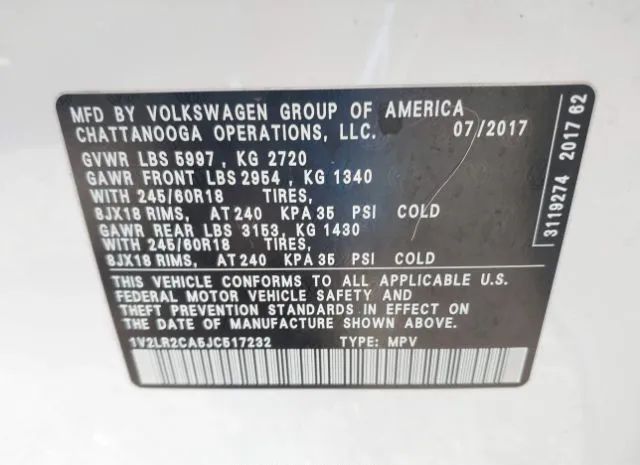 MFD BY VOLKSWAGEN GROUP OF AMERICA
CHATTANOOGA OPERATIONS, LLC. 07/2017
GVWR LBS 5997 , KG 2720
GAWR FRONT LBS 2954 , KG 1340
WITH 245/60R18 TIRES,
8JX18 RIMS, AT 240 KPA 35 PSI COLD
GAWR REAR LBS 3153, KG 1430
WITH 245/60R18 TIRES,
8JX18 RIMS, AT 240 KPA 35 PSI COLD
THIS VEHICLE CONFORMS TO ALL APPLICABLE U.S.
FEDERAL MOTOR VEHICLE SAFETY AND
THEFT PREVENTION STANDARDS IN EFFECT ON
THE DATE OF MANUFACTURE SHOWN ABOVE.
1V2LR2CA5JC517232 TYPE: MPV
3119274 2017 62